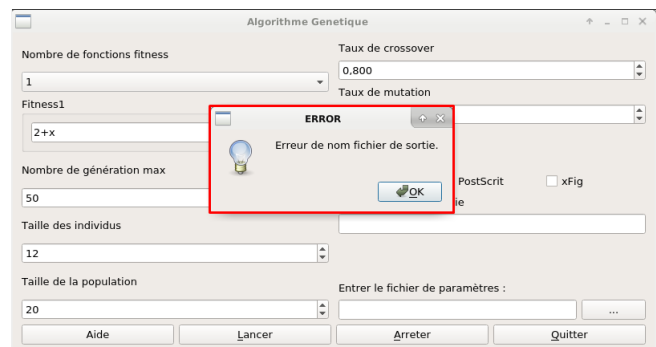 Algorithme Genetique
Nombre de fonctions fitness
1
Fitness1
2+x
Nombre de génération max
50
Taille des individus
12
Taille de la population
20
Taux de crossover
0,800
Taux de mutation
ERROR
Erreur de nom fichier de sortie.
OK
PostScrit
xFig
ie
Entrer le fichier de paramètres :
...
Aide
Lancer
Arreter
Quitter